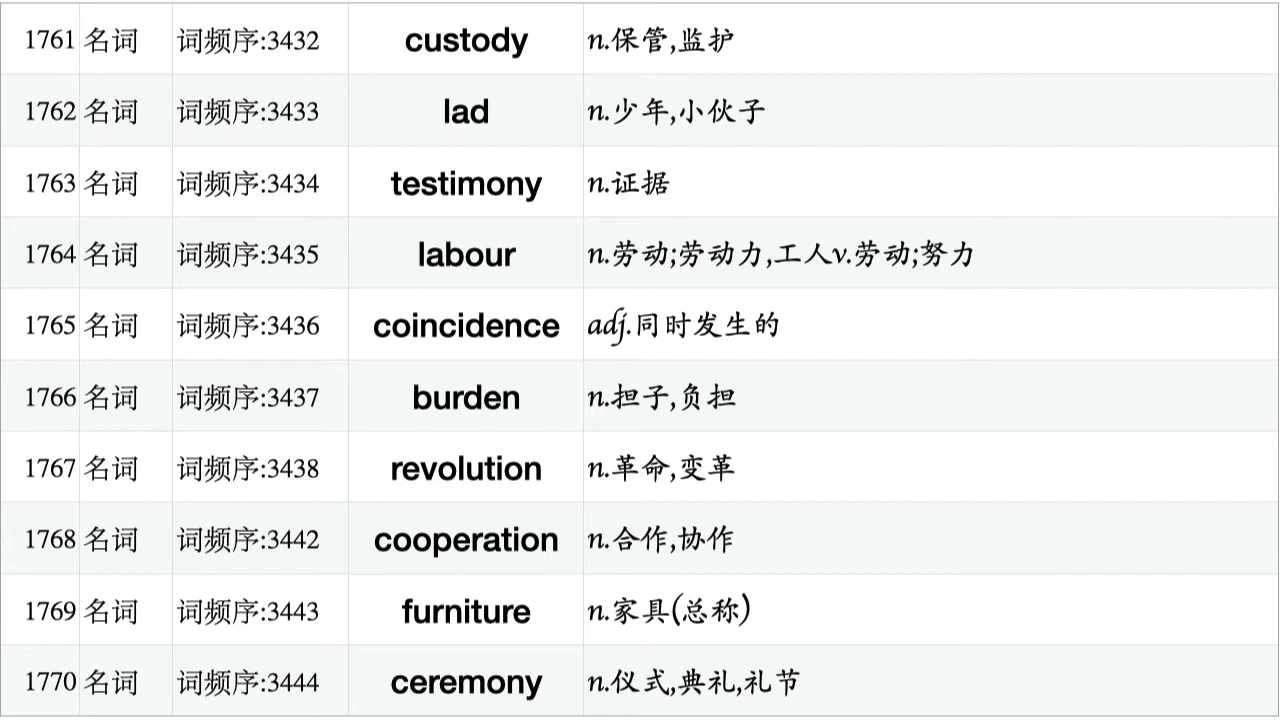 1761 名词 词频序:3432 custody n.保管,监护
1762 名词 词频序:3433 lad n.少年,小伙子
1763 名词 词频序:3434 testimony n.证据
1764 名词 词频序:3435 labour n.劳动;劳动力,工人v.劳动;努力
1765 名词 词频序:3436 coincidence adj.同时发生的
1766 名词 词频序:3437 burden n.担子,负担
1767 名词 词频序:3438 revolution n.革命,变革
1768 名词 词频序:3442 cooperation n.合作,协作
1769 名词 词频序:3443 furniture n.家具(总称)
1770 名词 词频序:3444 ceremony n.仪式,典礼,礼节